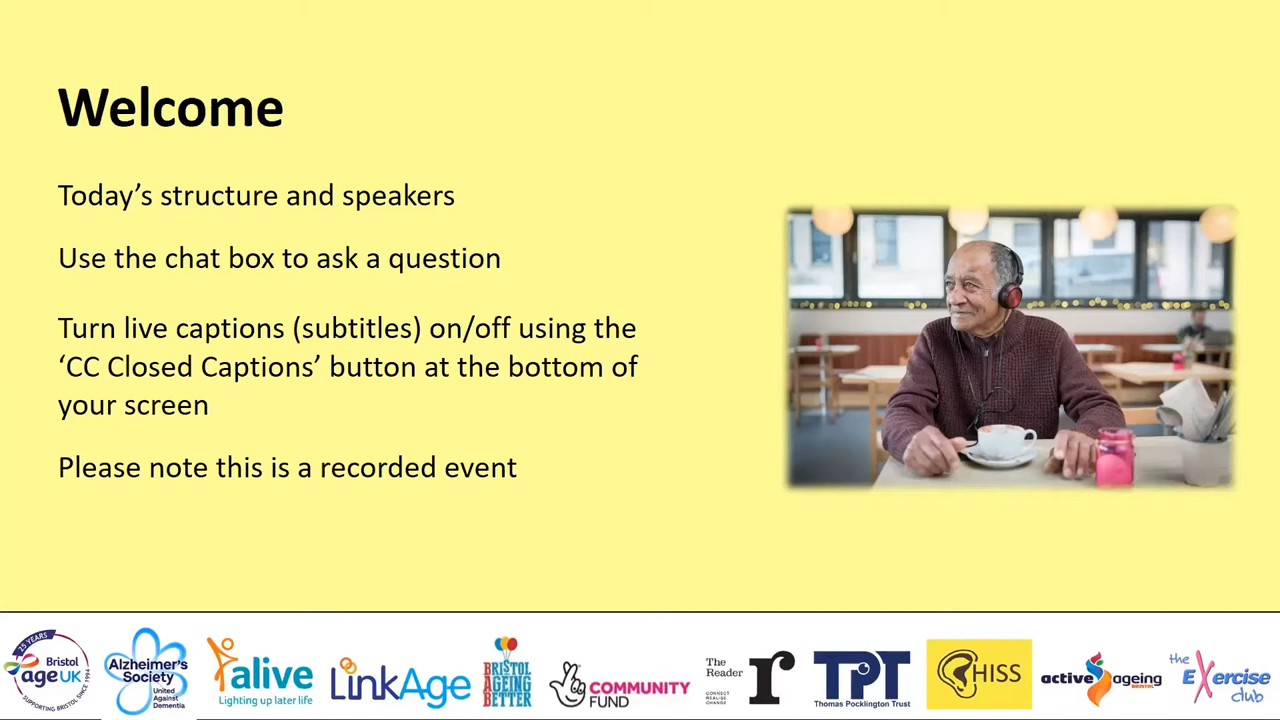 Welcome
Today's structure and speakers
Use the chat box to ask a question
Turn live captions (subtitles) on/off using the
‘CC Closed Captions’ button at the bottom of
your screen
Please note this is a recorded event
25 YEARS
Bristol
age UK
SUPPORTING BRISTOL SINCE 1994
Alzheimer's
Society
United
Against
Dementia
alive
Lighting up later life
LinkAge
BRISTOL
AGEING
BETTER
COMMUNITY
FUND
The
Reader
r
CONNECT
REALISE
CHANGE
TPT
Thomas Pocklington Trust
HISS
active ageing
BRISTOL
the
Exercise
club